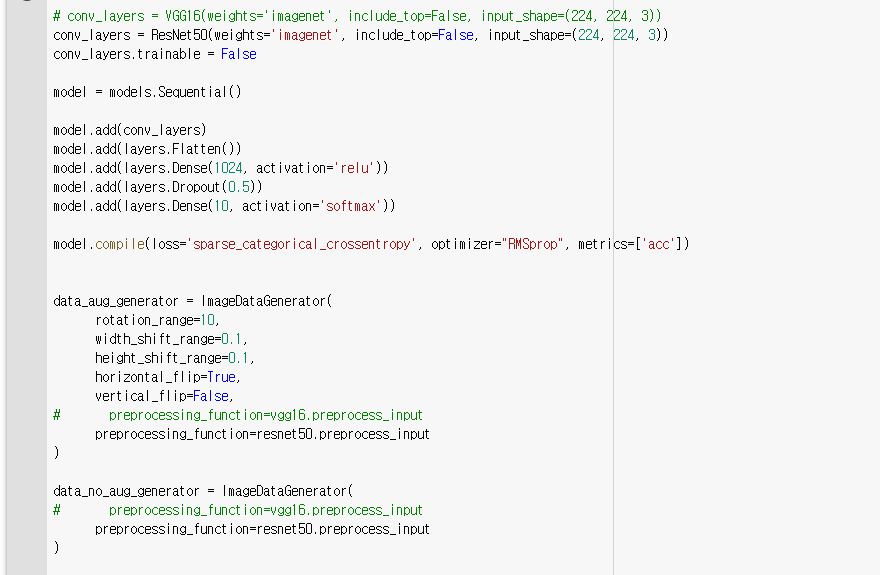 # conv_layers = VGG16(weights='imagenet', include_top=False, input_shape=(224, 224, 3))
conv_layers = ResNet50(weights='imagenet', include_top=False, input_shape=(224, 224, 3))
conv_layers.trainable = False
model = models.Sequential()
model.add(conv_layers)
model.add(layers.Flatten())
model.add(layers.Dense(1024, activation='relu'))
model.add(layers.Dropout(0.5))
model.add(layers.Dense(10, activation='softmax'))
model.compile(loss='sparse_categorical_crossentropy', optimizer="RMSprop", metrics=['acc'])
data_aug_generator = ImageDataGenerator(
rotation_range=10,
width_shift_range=0.1,
height_shift_range=0.1,
horizontal_flip=True,
vertical_flip=False,
# preprocessing_function=vgg16.preprocess_input
preprocessing_function=resnet50.preprocess_input
)
data_no_aug_generator = ImageDataGenerator(
# preprocessing_function=vgg16.preprocess_input
preprocessing_function=resnet50.preprocess_input
)